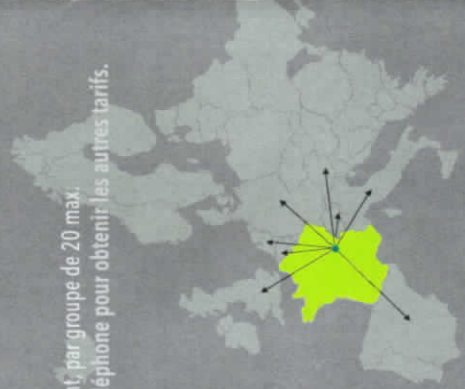 t, par groupe de 20 max.
éphone pour obtenir les autres tarifs.